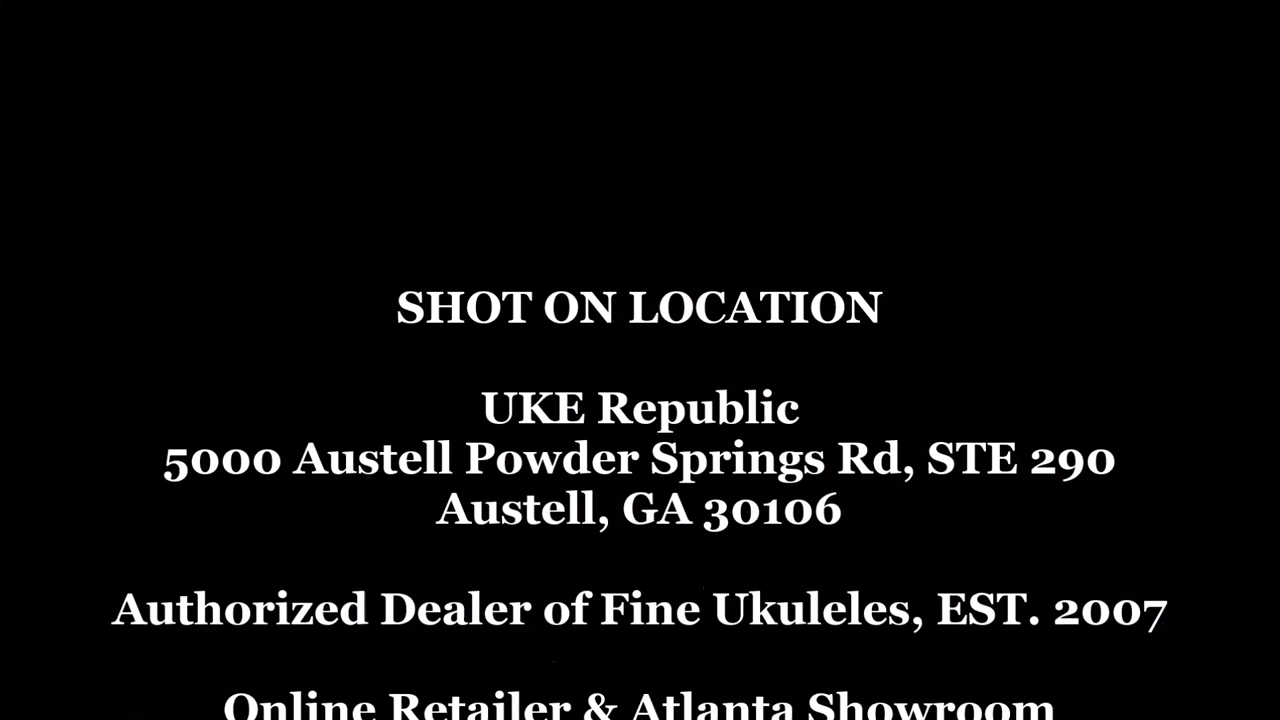 SHOT ON LOCATION
UKE Republic
5000 Austell Powder Springs Rd, STE 290
Austell, GA 30106
Authorized Dealer of Fine Ukuleles, EST. 2007
Online Retailer & Atlanta Showroom